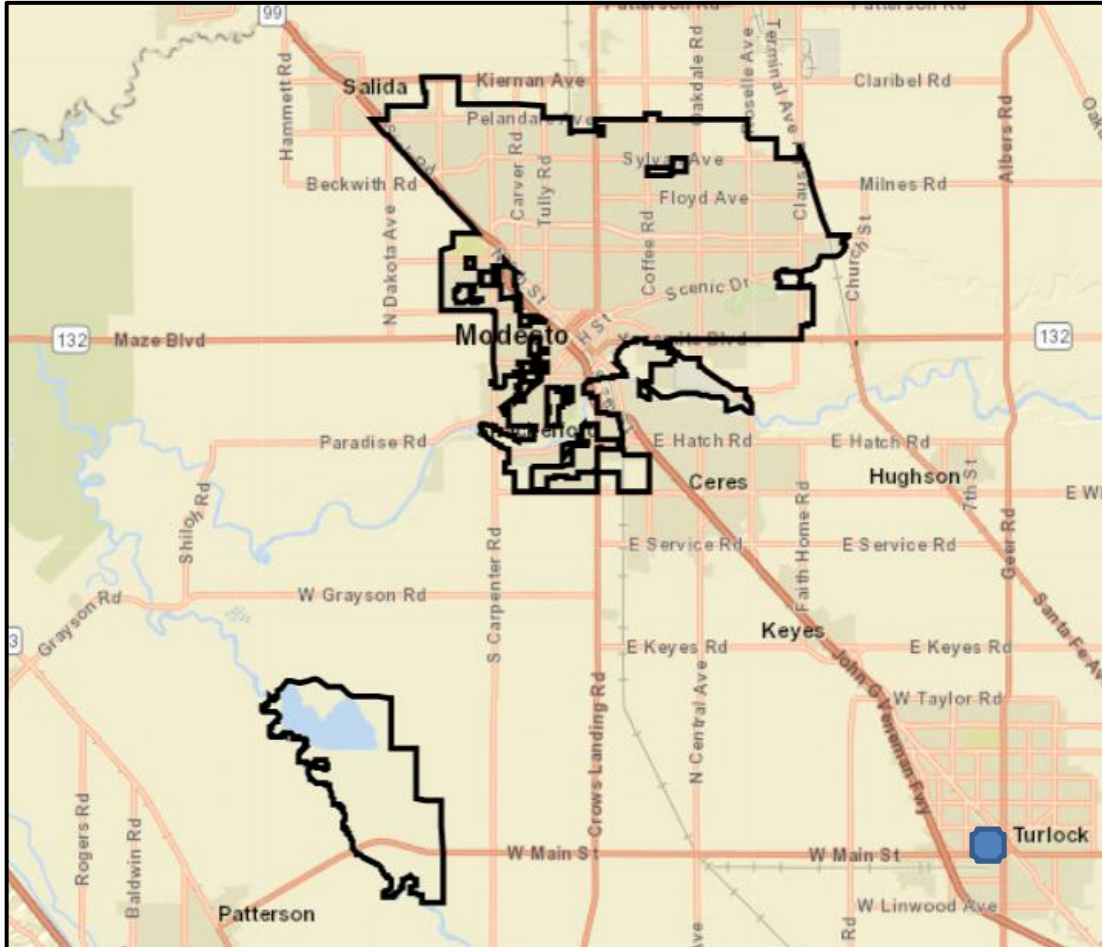 Patterson Rd
Patterson Rd
99
Hammett Rd
Salida
Kiernan Ave
Oakdale Rd
Roselle Ave
Terminal Ave
Claribel Rd
Albers Rd
Pelandale Ave
Carver Rd
Tully Rd
Sylvan Ave
Beckwith Rd
Floyd Ave
Claus
Milnes Rd
N Dakota Ave
Coffee Rd
Scenic Dr
Church St
132
Maze Blvd
Modesto
H St
Yosemite Blvd
132
Paradise Rd
E Hatch Rd
E Hatch Rd
Ceres
Hughson
7th St
Shiloh Rd
S Carpenter Rd
E Service Rd
Faith Home Rd
E Service Rd
Geer Rd
Grayson Rd
W Grayson Rd
Keyes
Santa Fe Av
E Keyes Rd
E Keyes Rd
John G Veneman Fwy
W Taylor Rd
Crows Landing Rd
N Central Ave
Rogers Rd
Baldwin Rd
W Main St
W Main St
Turlock
Patterson
W Linwood Ave
Rd